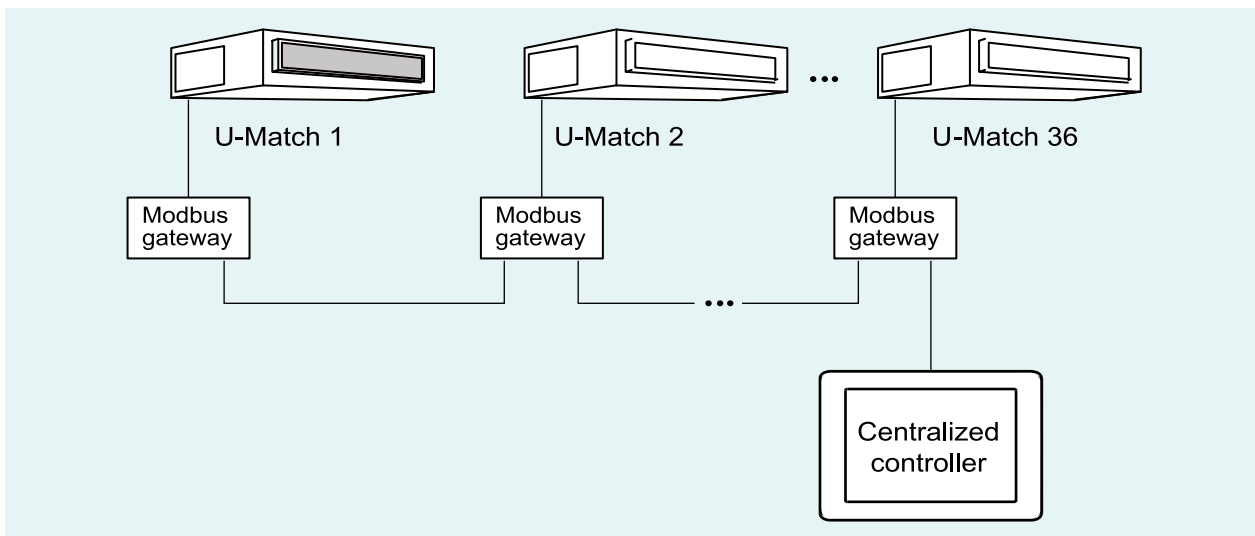 ...
U-Match 1
U-Match 2
U-Match 36
Modbus
gateway
Modbus
gateway
Modbus
gateway
...
Centralized
controller